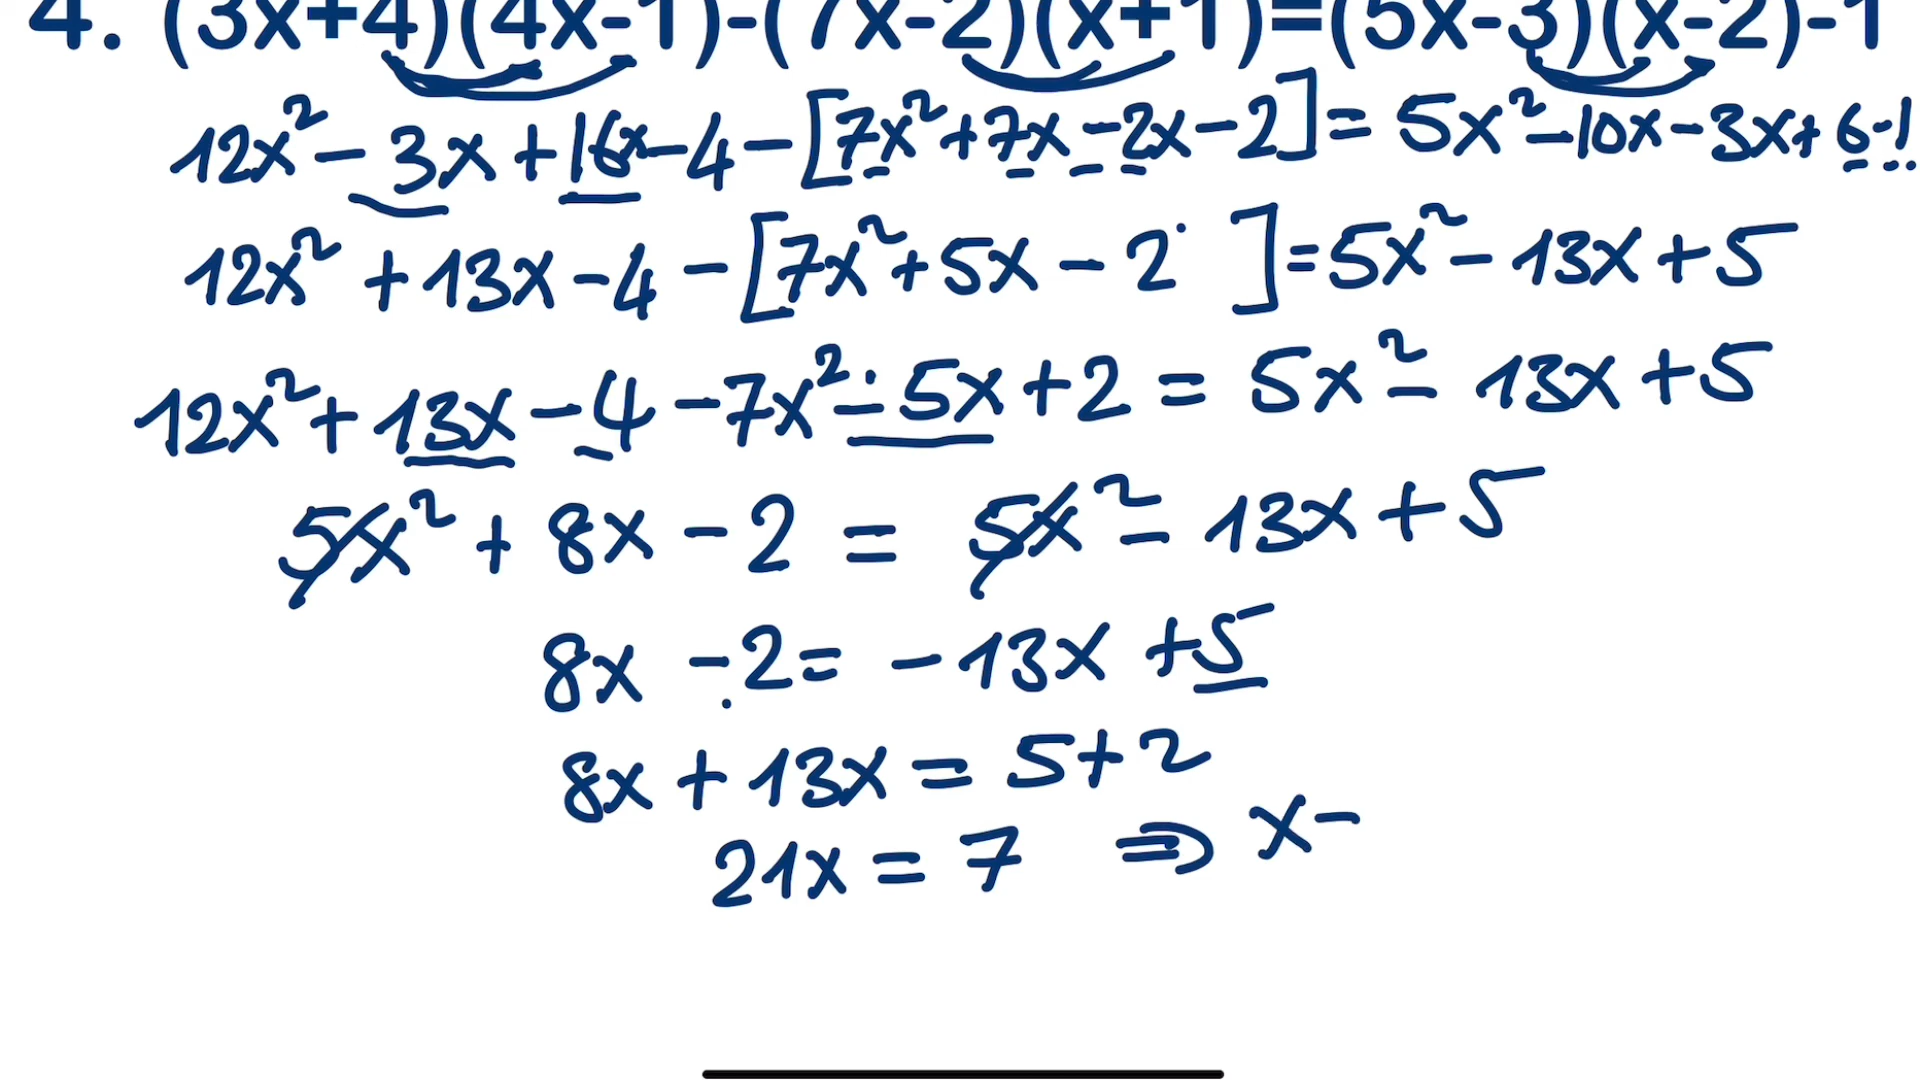 4. (3x+4)(4x-1)-(7x-2)(x+1)=(5x-3)(x-2)-1
12x² - 3x + 16x - 4 - [7x² + 7x - 2x - 2] = 5x² - 10x - 3x + 6 - 1
12x² + 13x - 4 - [7x² + 5x - 2 ] = 5x² - 13x + 5
12x² + 13x - 4 - 7x² - 5x + 2 = 5x² - 13x + 5
5x² + 8x - 2 = 5x² - 13x + 5
8x - 2 = - 13x + 5
8x + 13x = 5 + 2
21x = 7 ⇒ x -